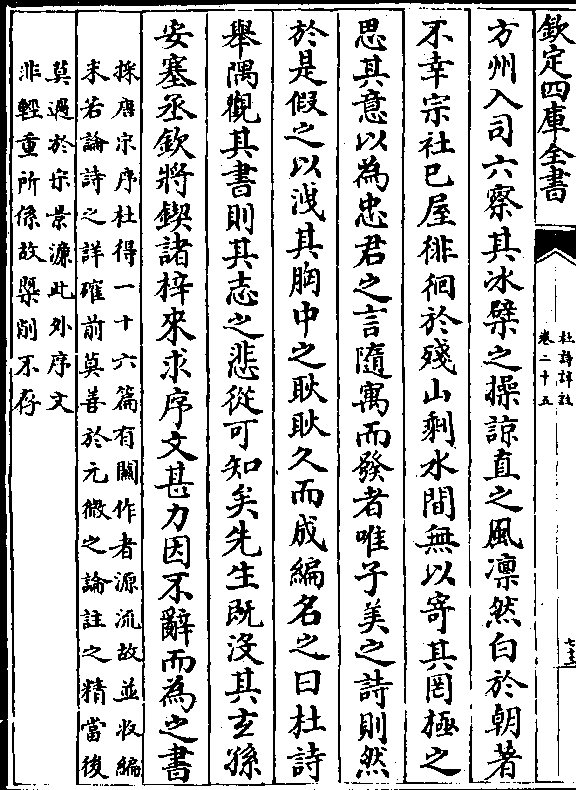 欽定四庫全書
杜詩詳註
卷二十五
方州入司六察其冰檗之操諒直之風凛然白於朝著
不幸宗社已屋徘徊於殘山剩水間無以寄其罔極之
思其意以為忠君之言隨寓而發者唯子美之詩則然
於是假之以洩其胸中之耿耿久而成編名之曰杜詩
舉隅觀其書則其志之悲從可知矣先生既没其玄孫
安塞丞欽將鍥諸梓來求序文甚力因不辭而為之書
採唐宋序杜得一十六篇有關作者源流故並收編
末若論詩之詳確前莫善於元微之論註之精當後
莫過於宋景濂此外序文
非輕重所係故槩削不存